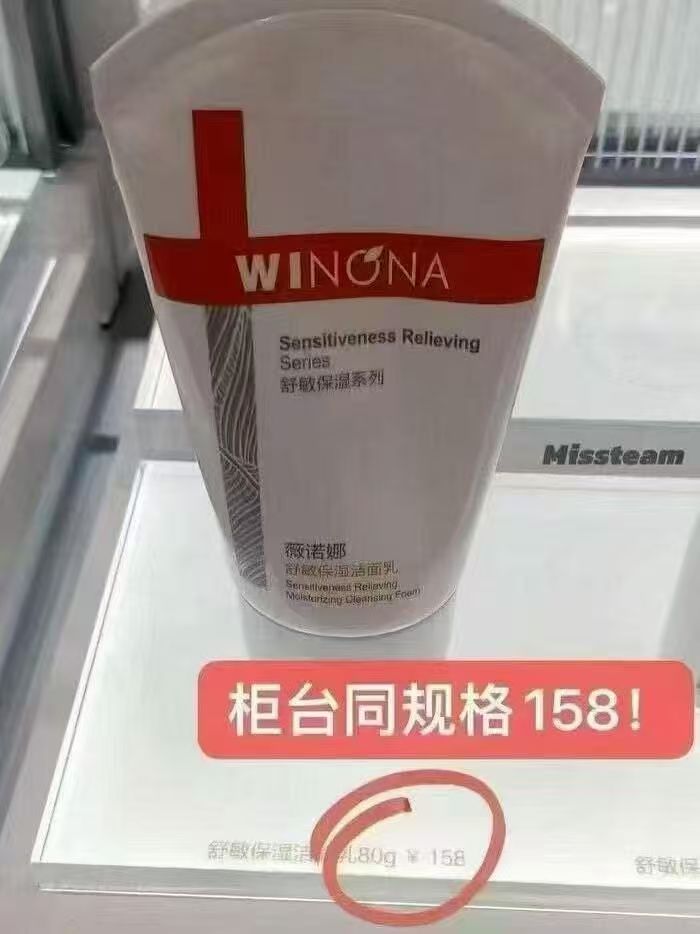 WINONA
Sensitiveness Relieving
Series
舒敏保湿系列
Missteam
薇诺娜
舒敏保湿洁面乳
Sensitiveness Relieving
Moisturizing Cleansing Foam
柜台同规格158!
舒敏保湿洁面乳80g ¥ 158
舒敏保